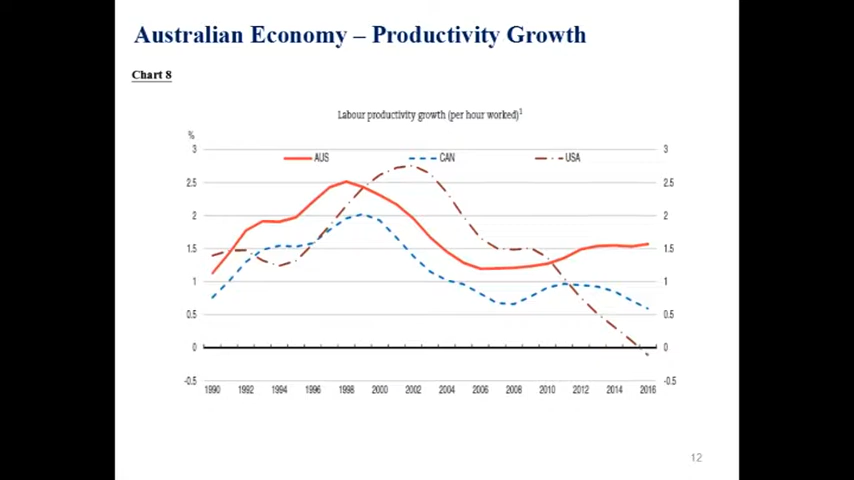 Australian Economy – Productivity Growth
Chart 8
Labour productivity growth (per hour worked)1
%
AUS
CAN
USA
3 3
2.5 2.5
2 2
1.5 1.5
1 1
0.5 0.5
0 0
-0.5 -0.5
1990 1992 1994 1996 1998 2000 2002 2004 2006 2008 2010 2012 2014 2016
12